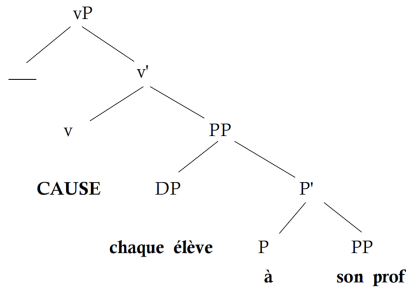 vP
v'
v PP
CAUSE DP P'
chaque élève P PP
à son prof